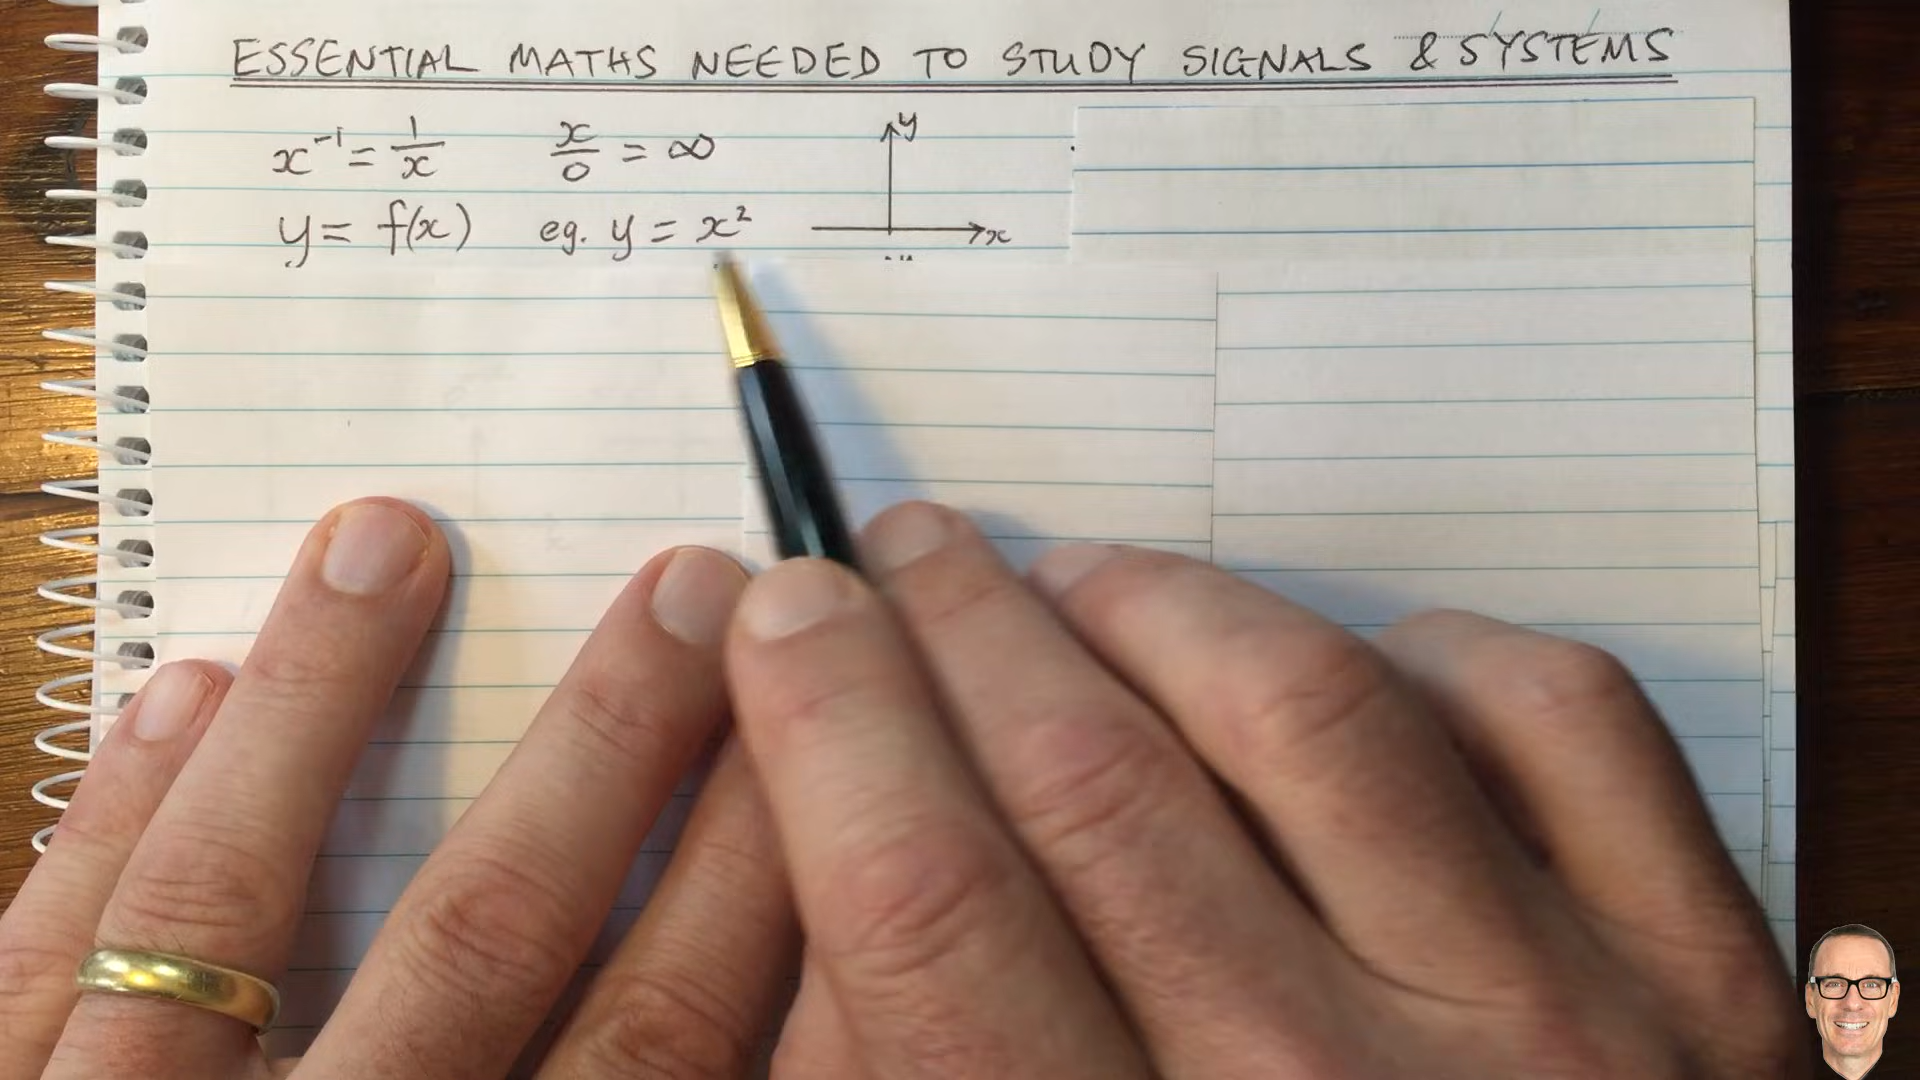 ESSENTIAL MATHS NEEDED TO STUDY SIGNALS & SYSTEMS
x⁻¹ = 1/x    x/0 = ∞    y
y = f(x)    eg. y = x²    x